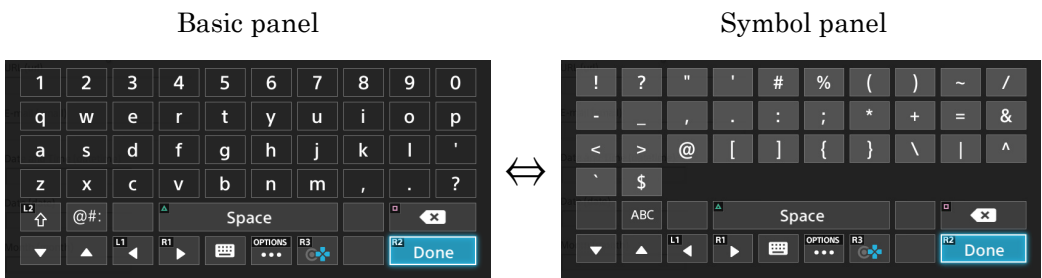 Basic panel
1 2 3 4 5 6 7 8 9 0
q w e r t y u i o p
a s d f g h j k l '
z x c v b n m , . ?
L2 @#: Space
L1 R1 OPTIONS R3 R2 Done
Symbol panel
! ? " ' # % ( ) ~ /
- _ , . : ; * + = &
< > @ [ ] { } \ | ^
` $
ABC Space
L1 R1 OPTIONS R3 R2 Done